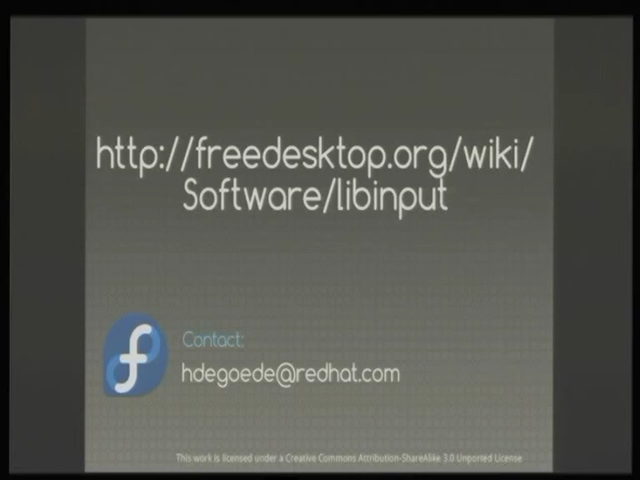 http://freedesktop.org/wiki/
Software/libinput
Contact:
hdegoede@redhat.com
This work is licensed under a Creative Commons Attribution-ShareAlike 3.0 Unported License